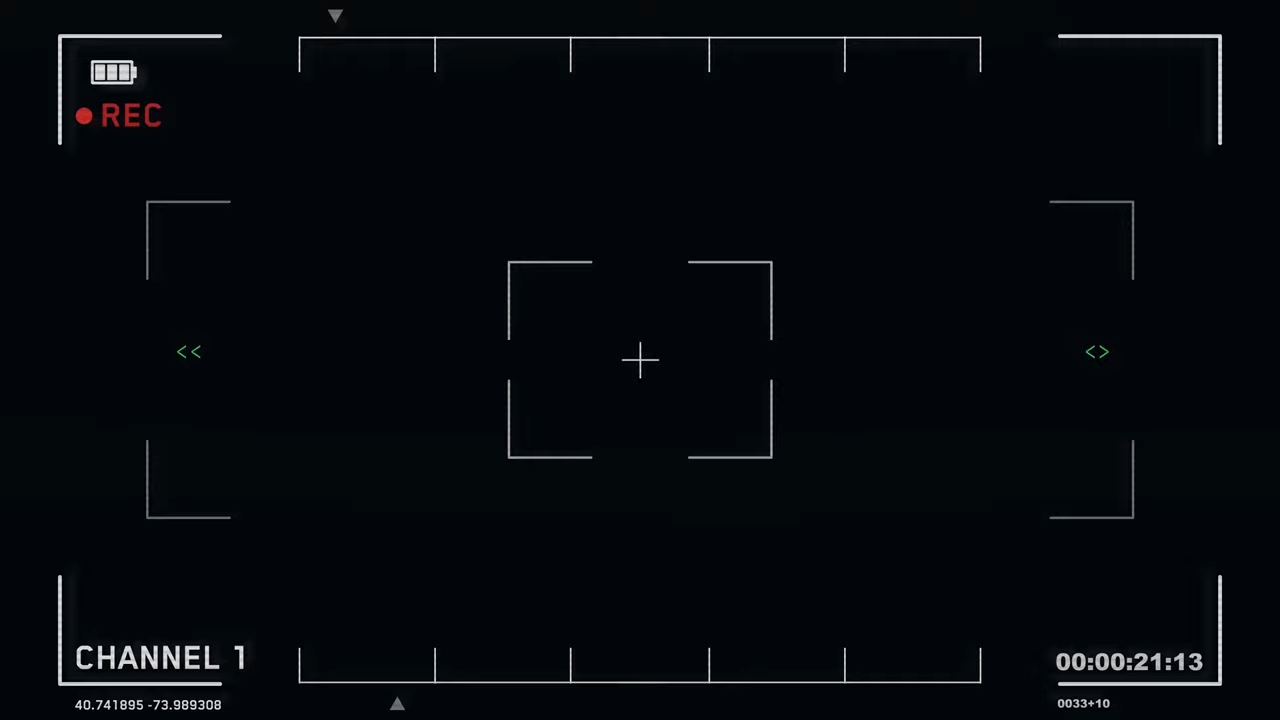 REC
<< <>
CHANNEL 1
00:00:21:13
40.741895 -73.989308
0033+10